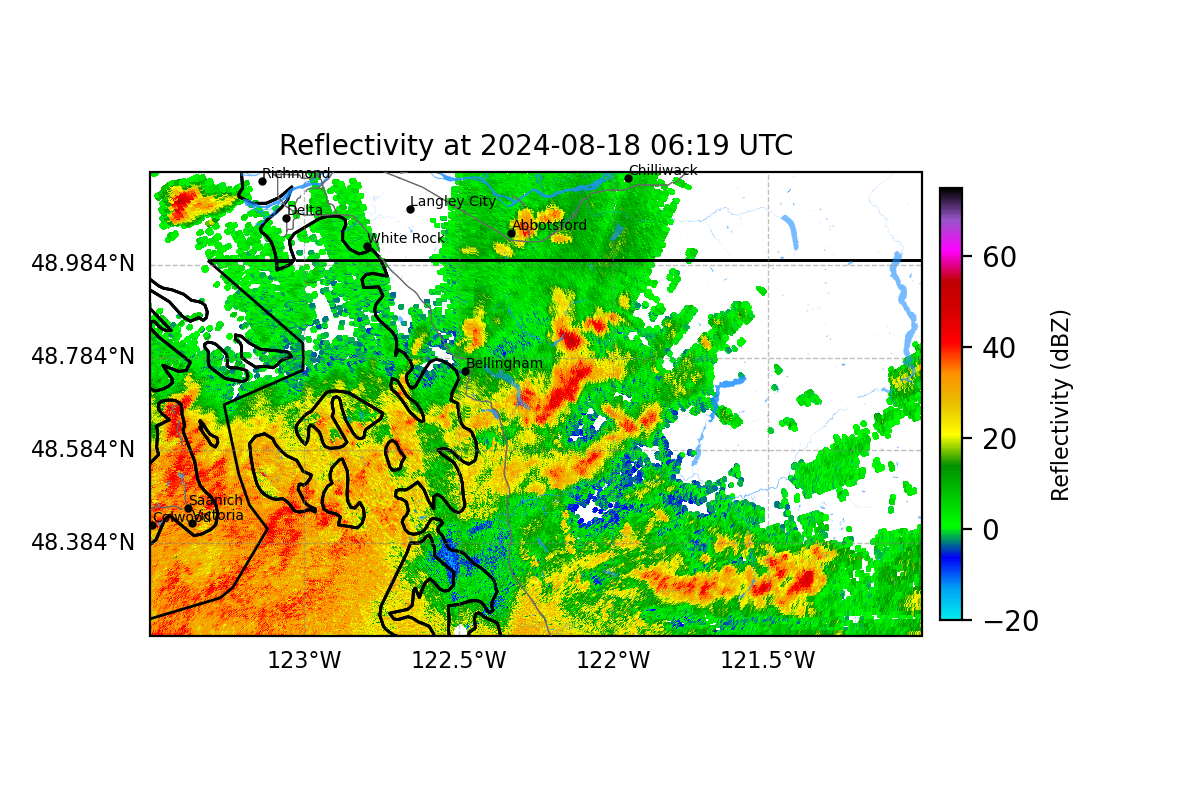 Reflectivity at 2024-08-18 06:19 UTC
Richmond
Chilliwack
Langley City
Delta
Abbotsford
White Rock
48.984°N
48.784°N
Bellingham
48.584°N
Saanich
Colwood
Victoria
48.384°N
123°W
122.5°W
122°W
121.5°W
60
40
20
0
−20
Reflectivity (dBZ)